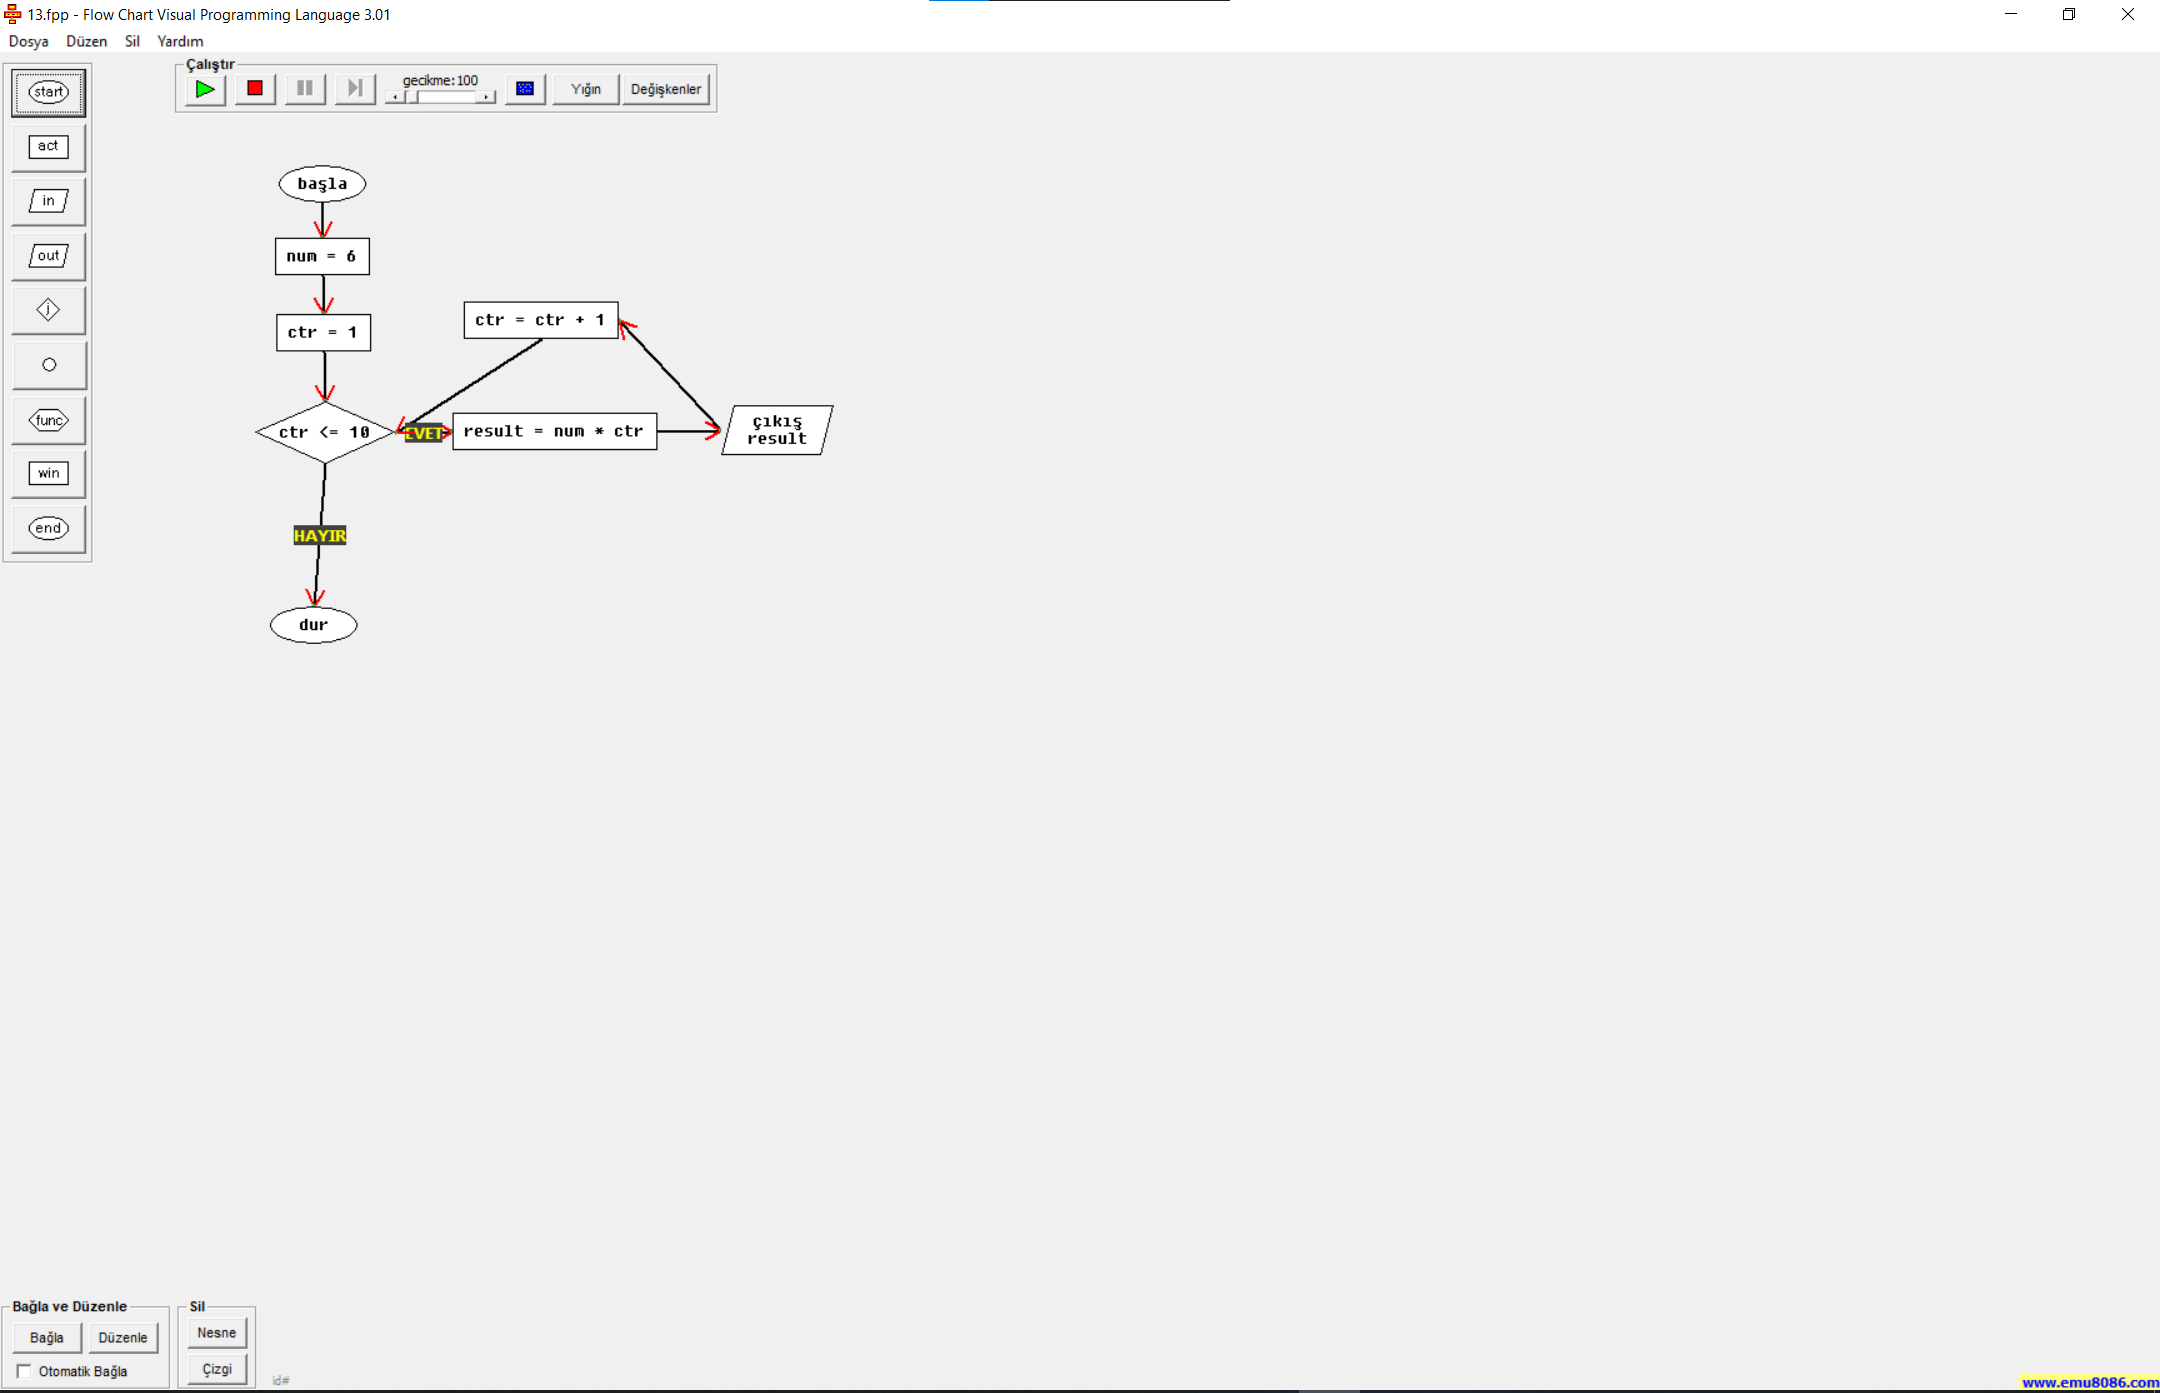 13.fpp - Flow Chart Visual Programming Language 3.01
Dosya Düzen Sil Yardım
Çalıştır
gecikme:100
Yığın
Değişkenler
start
act
in
out
j
func
win
end
başla
num = 6
ctr = 1
ctr = ctr + 1
ctr <= 10
EVET
result = num * ctr
çıkış
result
HAYIR
dur
Bağla ve Düzenle
Bağla
Düzenle
Otomatik Bağla
Sil
Nesne
Çizgi
id#
www.emu8086.com